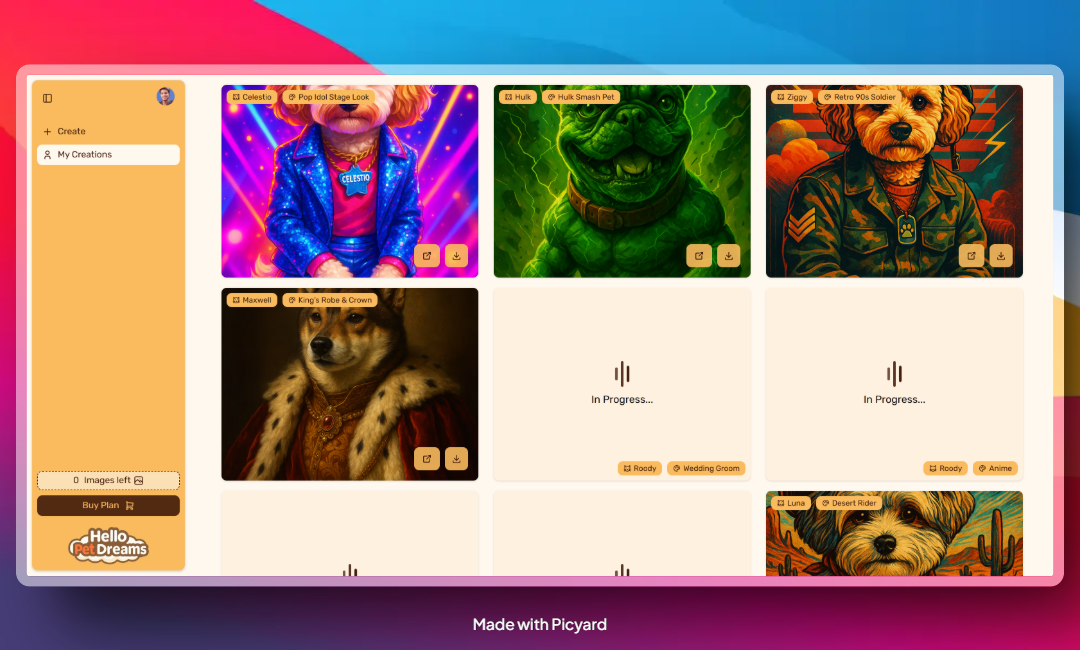 Create
My Creations
Celestio
Pop Idol Stage Look
CELESTIO
Hulk
Hulk Smash Pet
Ziggy
Retro 90s Soldier
Maxwell
King's Robe & Crown
In Progress...
Roody
Wedding Groom
In Progress...
Roody
Anime
Luna
Desert Rider
0 Images left
Buy Plan
Hello
PetDreams
Made with Picyard